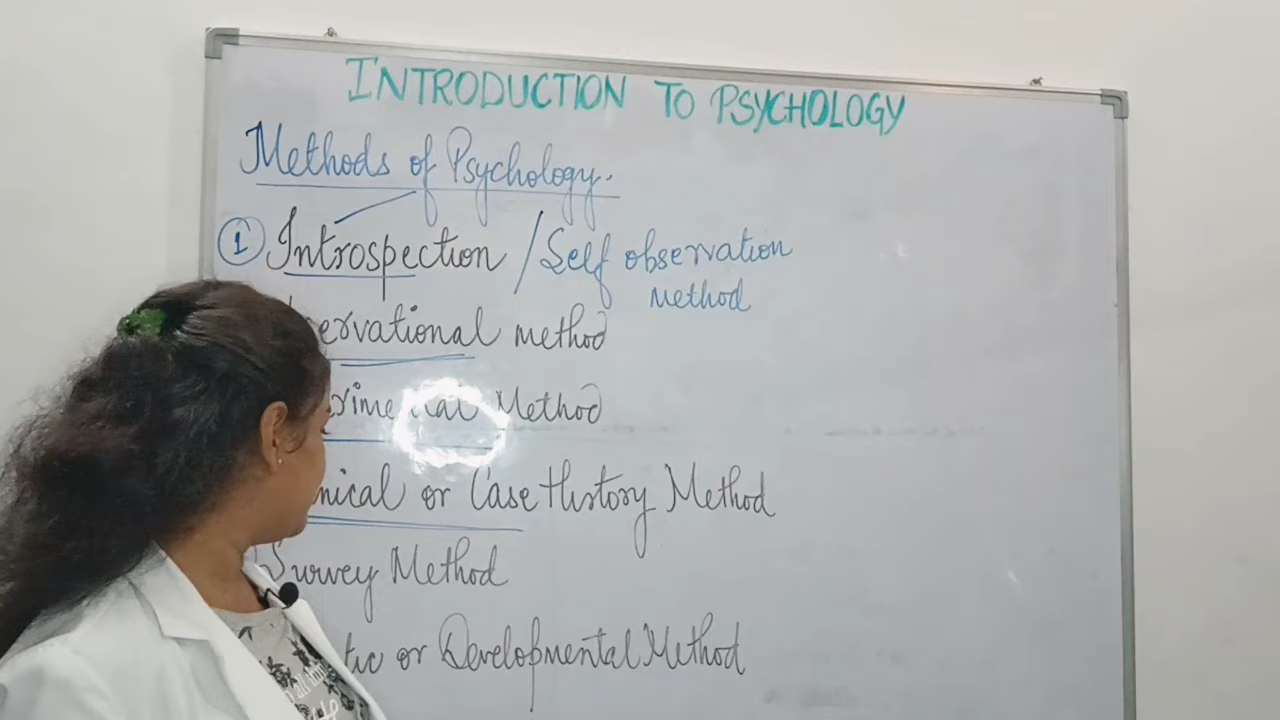 INTRODUCTION TO PSYCHOLOGY
Methods of Psychology.
1 Introspection / Self observation
Method
ervational method
Method
nical or Case History Method
Survey Method
tic or Developmental Method